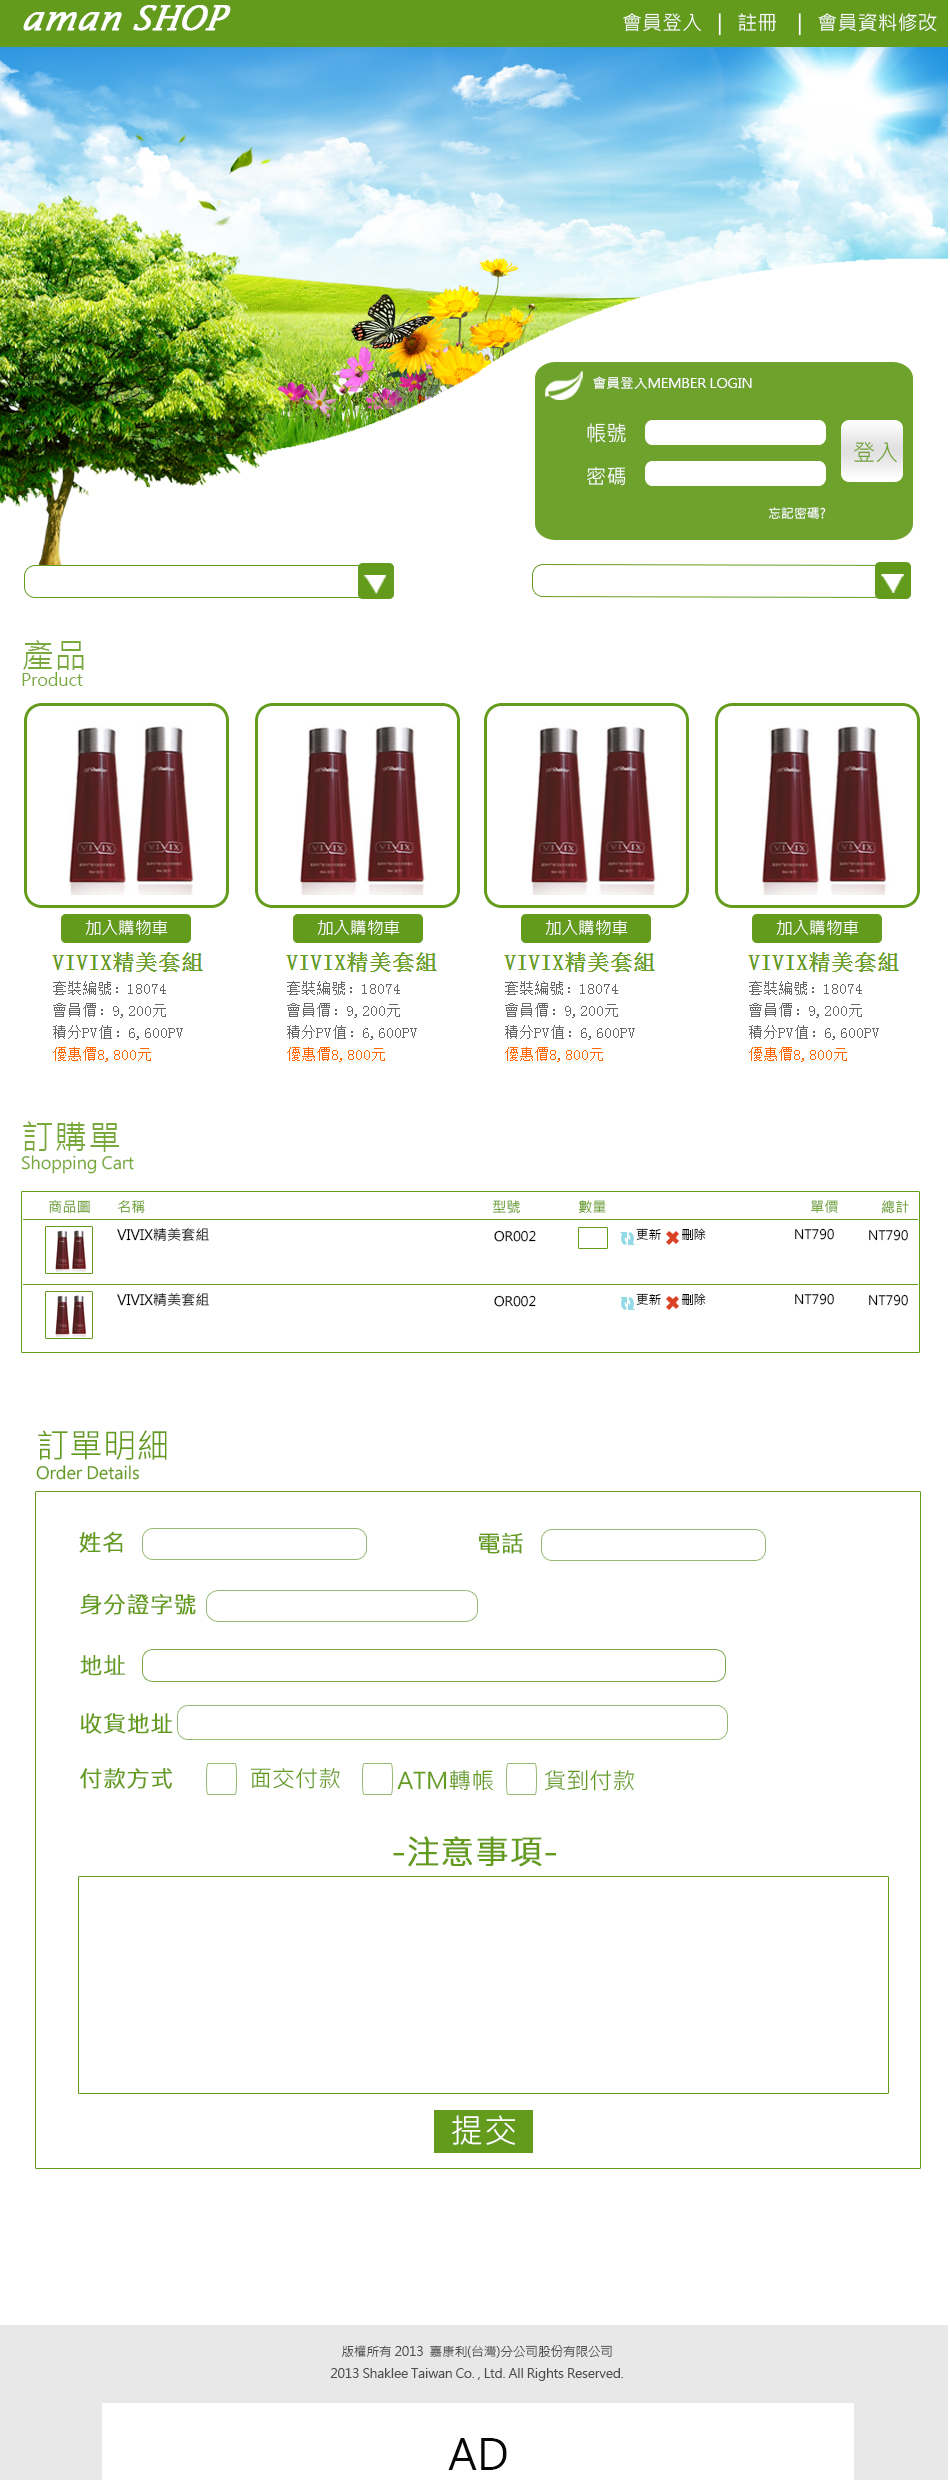 aman SHOP
會員登入 | 註冊 | 會員資料修改
會員登入MEMBER LOGIN
帳號
密碼
登入
忘記密碼?
產品
Product
VIVIX VIVIX VIVIX VIVIX
加入購物車 加入購物車 加入購物車 加入購物車
VIVIX精美套組 VIVIX精美套組 VIVIX精美套組 VIVIX精美套組
套裝編號：18074 套裝編號：18074 套裝編號：18074 套裝編號：18074
會員價：9,200元 會員價：9,200元 會員價：9,200元 會員價：9,200元
積分PV值：6,600PV 積分PV值：6,600PV 積分PV值：6,600PV 積分PV值：6,600PV
優惠價8,800元 優惠價8,800元 優惠價8,800元 優惠價8,800元
訂購單
Shopping Cart
商品圖 名稱 型號 數量 單價 總計
VIVIX精美套組 OR002 更新 刪除 NT790 NT790
VIVIX精美套組 OR002 更新 刪除 NT790 NT790
訂單明細
Order Details
姓名 電話
身分證字號
地址
收貨地址
付款方式 面交付款 ATM轉帳 貨到付款
-注意事項-
提交
版權所有 2013 嘉康利(台灣)分公司股份有限公司
2013 Shaklee Taiwan Co. , Ltd. All Rights Reserved.
AD